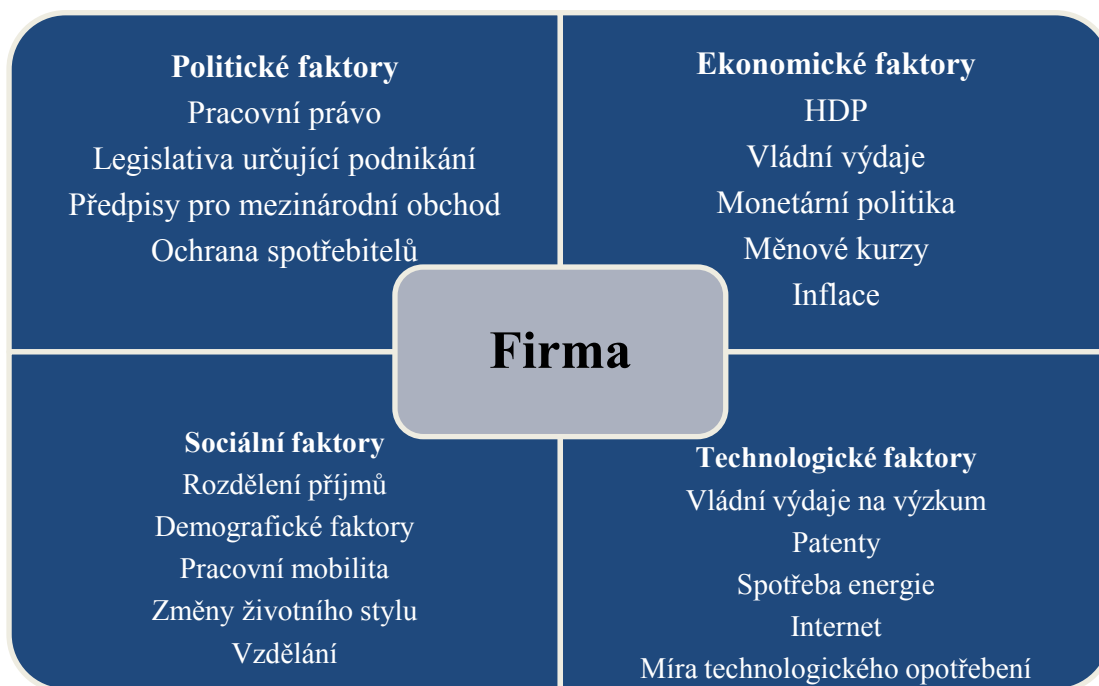 Politické faktory
Pracovní právo
Legislativa určující podnikání
Předpisy pro mezinárodní obchod
Ochrana spotřebitelů
Ekonomické faktory
HDP
Vládní výdaje
Monetární politika
Měnové kurzy
Inflace
Firma
Sociální faktory
Rozdělení příjmů
Demografické faktory
Pracovní mobilita
Změny životního stylu
Vzdělání
Technologické faktory
Vládní výdaje na výzkum
Patenty
Spotřeba energie
Internet
Míra technologického opotřebení